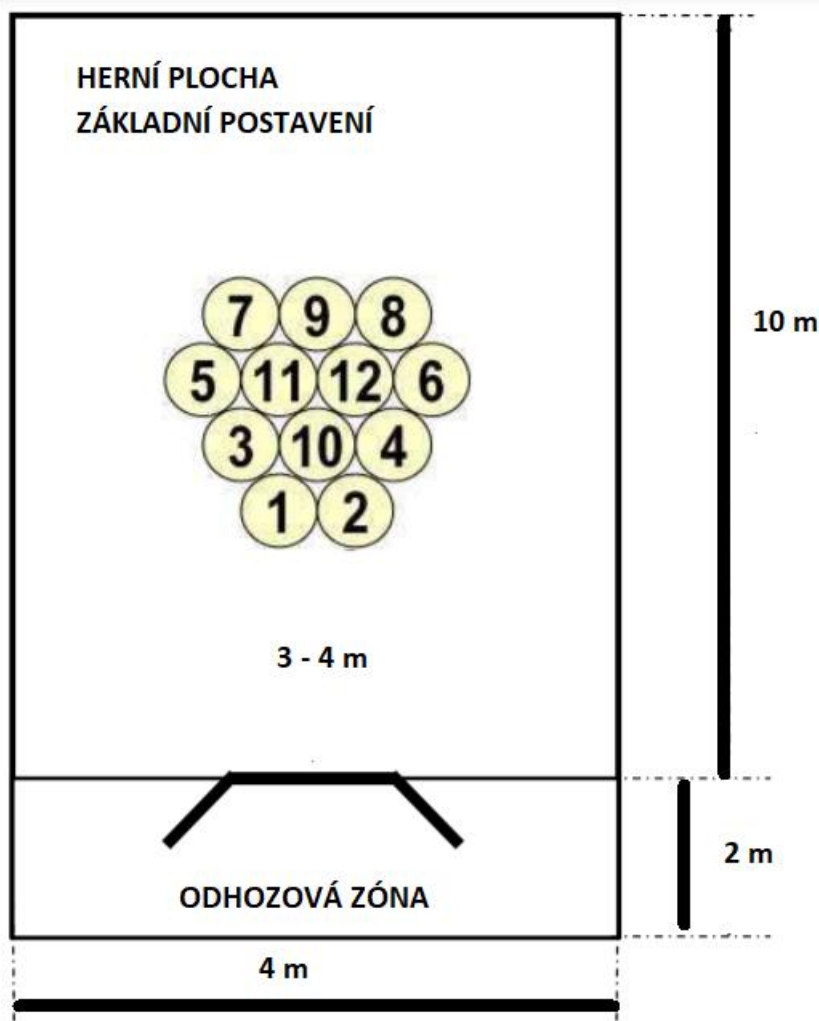 HERNÍ PLOCHA
ZÁKLADNÍ POSTAVENÍ
7 9 8
10 m
5 11 12 6
3 10 4
1 2
3 - 4 m
2 m
ODHOZOVÁ ZÓNA
4 m